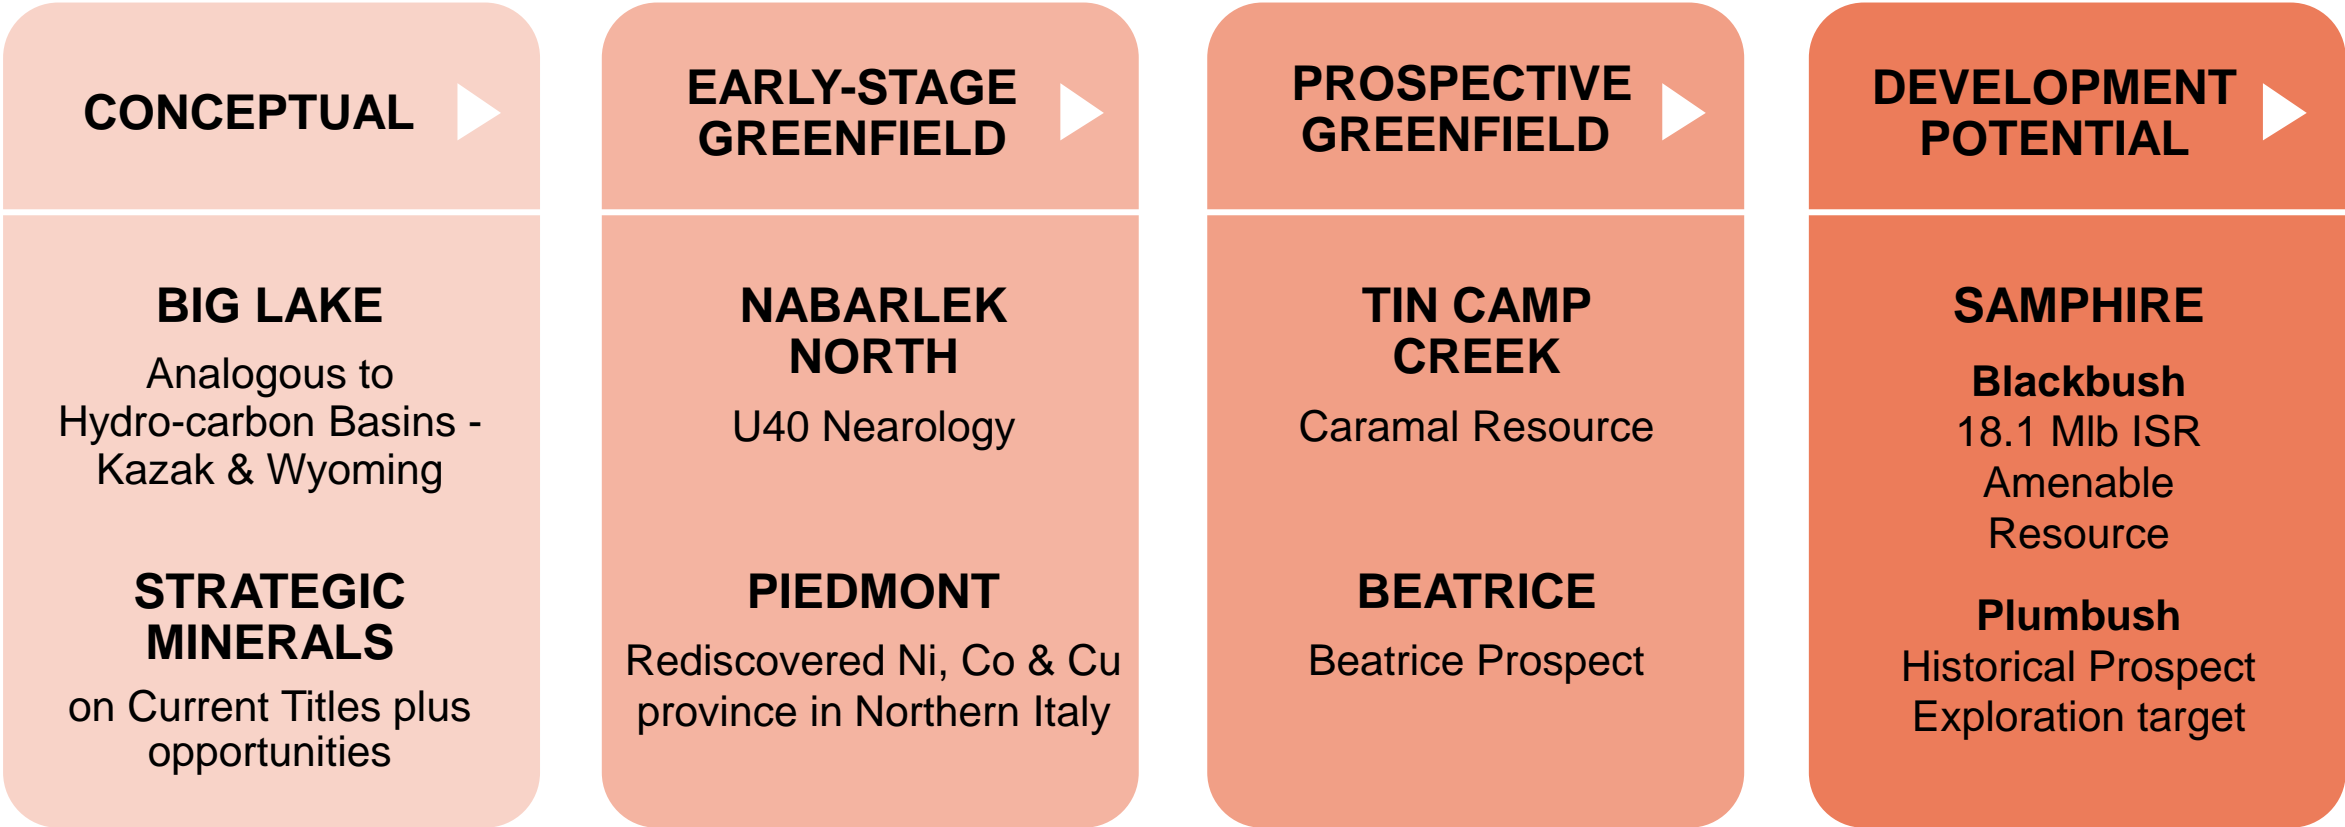 CONCEPTUAL
BIG LAKE
Analogous to
Hydro-carbon Basins -
Kazak & Wyoming
STRATEGIC
MINERALS
on Current Titles plus
opportunities
EARLY-STAGE
GREENFIELD
NABARLEK
NORTH
U40 Nearology
PIEDMONT
Rediscovered Ni, Co & Cu
province in Northern Italy
PROSPECTIVE
GREENFIELD
TIN CAMP
CREEK
Caramal Resource
BEATRICE
Beatrice Prospect
DEVELOPMENT
POTENTIAL
SAMPHIRE
Blackbush
18.1 Mlb ISR
Amenable
Resource
Plumbush
Historical Prospect
Exploration target